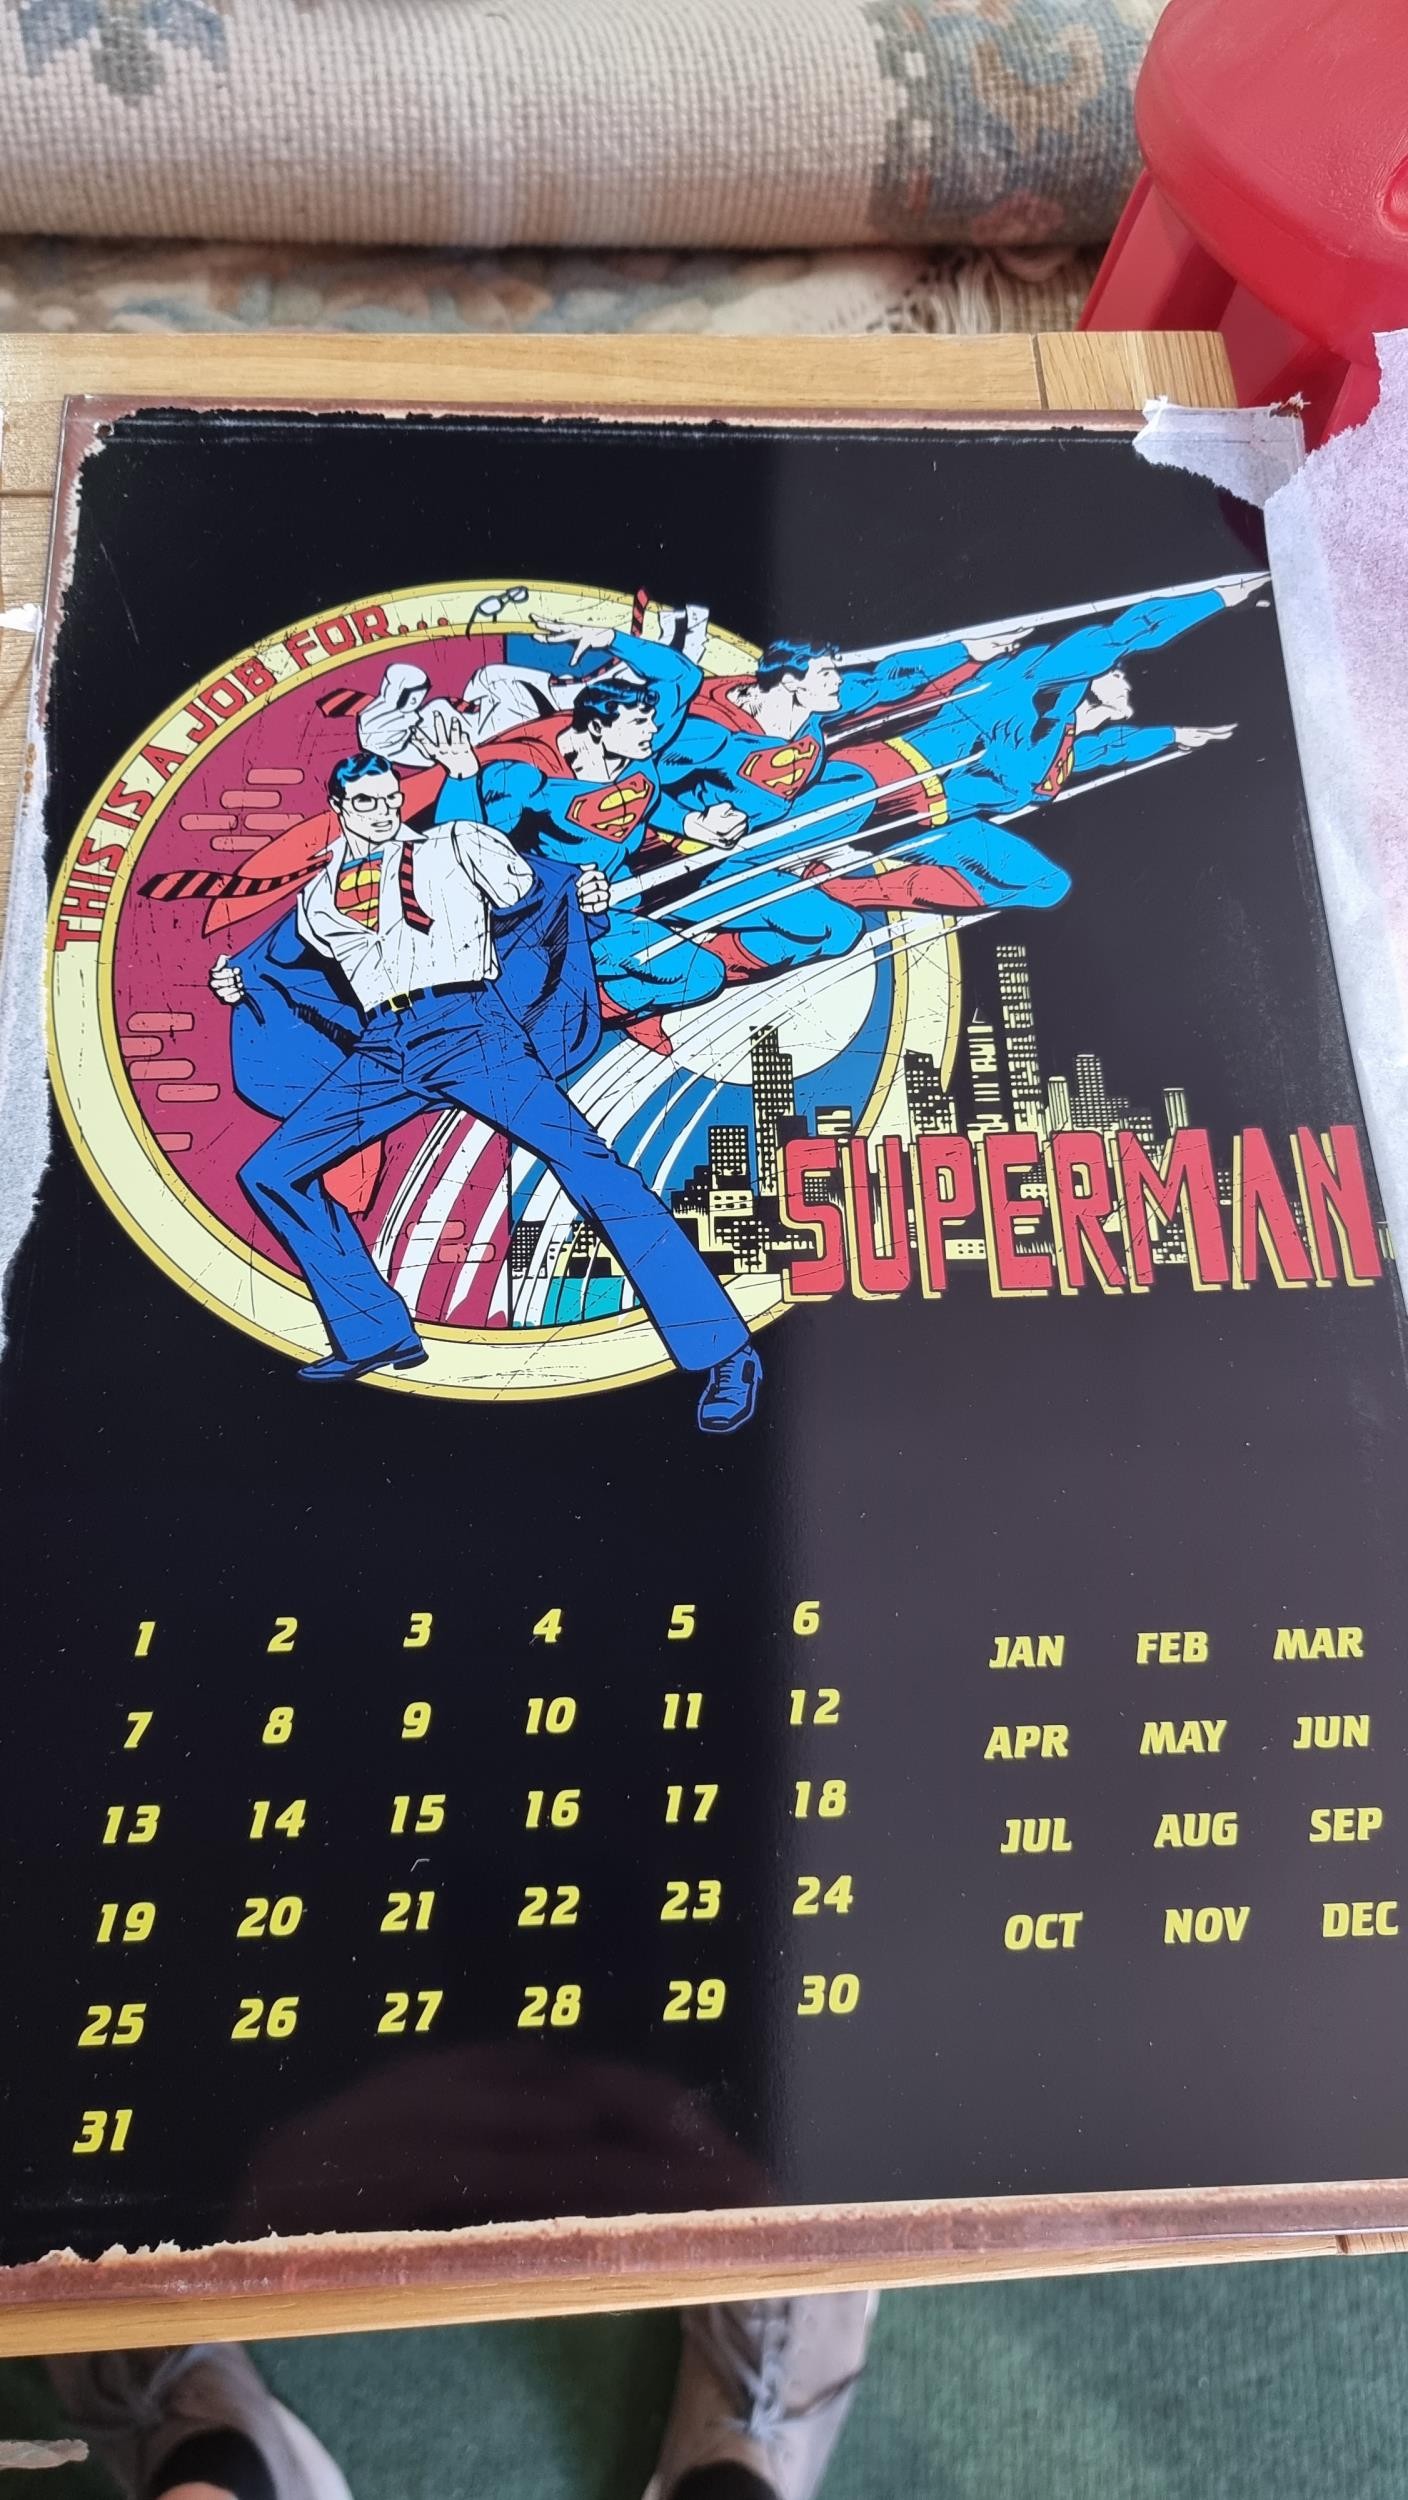 THIS IS A JOB FOR...
SUPERMAN
1 2 3 4 5 6
7 8 9 10 11 12
13 14 15 16 17 18
19 20 21 22 23 24
25 26 27 28 29 30
31
JAN FEB MAR
APR MAY JUN
JUL AUG SEP
OCT NOV DEC